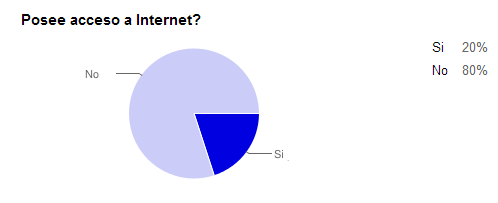 Posee acceso a Internet?
Si 20%
No 80%
No
Si